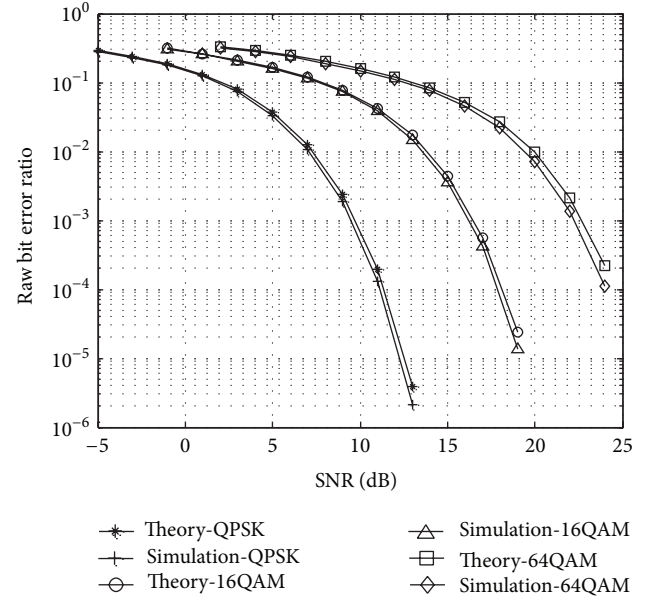 10^0
10^-1
10^-2
10^-3
10^-4
10^-5
10^-6
Raw bit error ratio
−5 0 5 10 15 20 25
SNR (dB)
Theory-QPSK
Simulation-QPSK
Theory-16QAM
Simulation-16QAM
Theory-64QAM
Simulation-64QAM